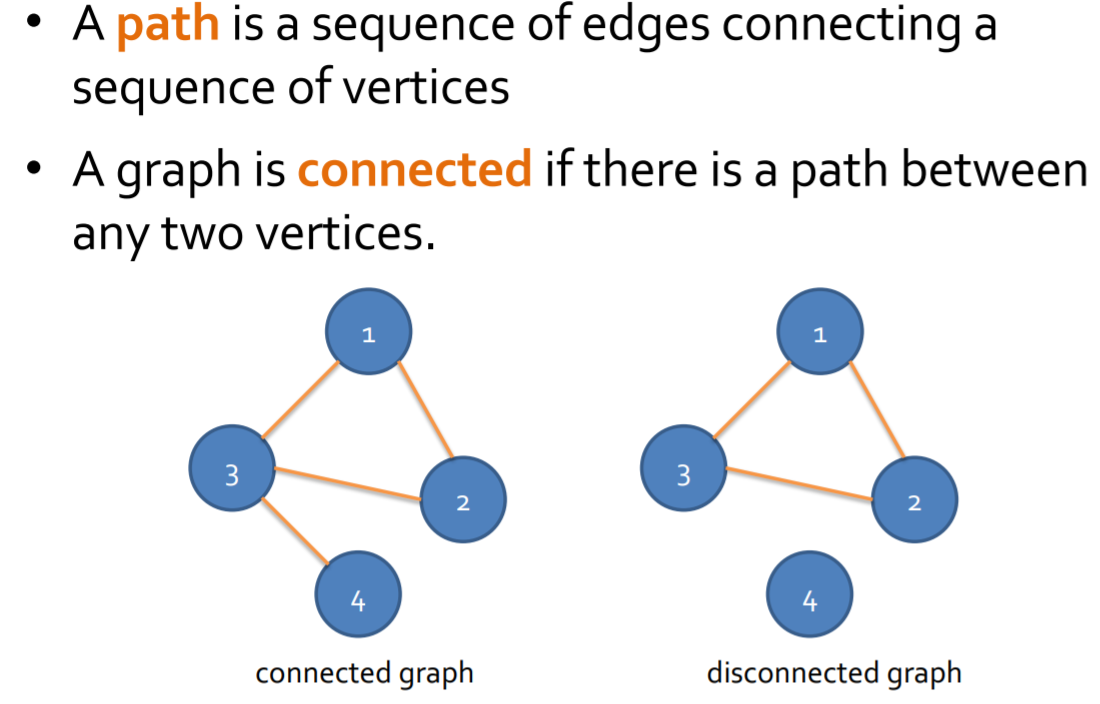 • A path is a sequence of edges connecting a
sequence of vertices
• A graph is connected if there is a path between
any two vertices.
1
3
2
4
connected graph
1
3
2
4
disconnected graph